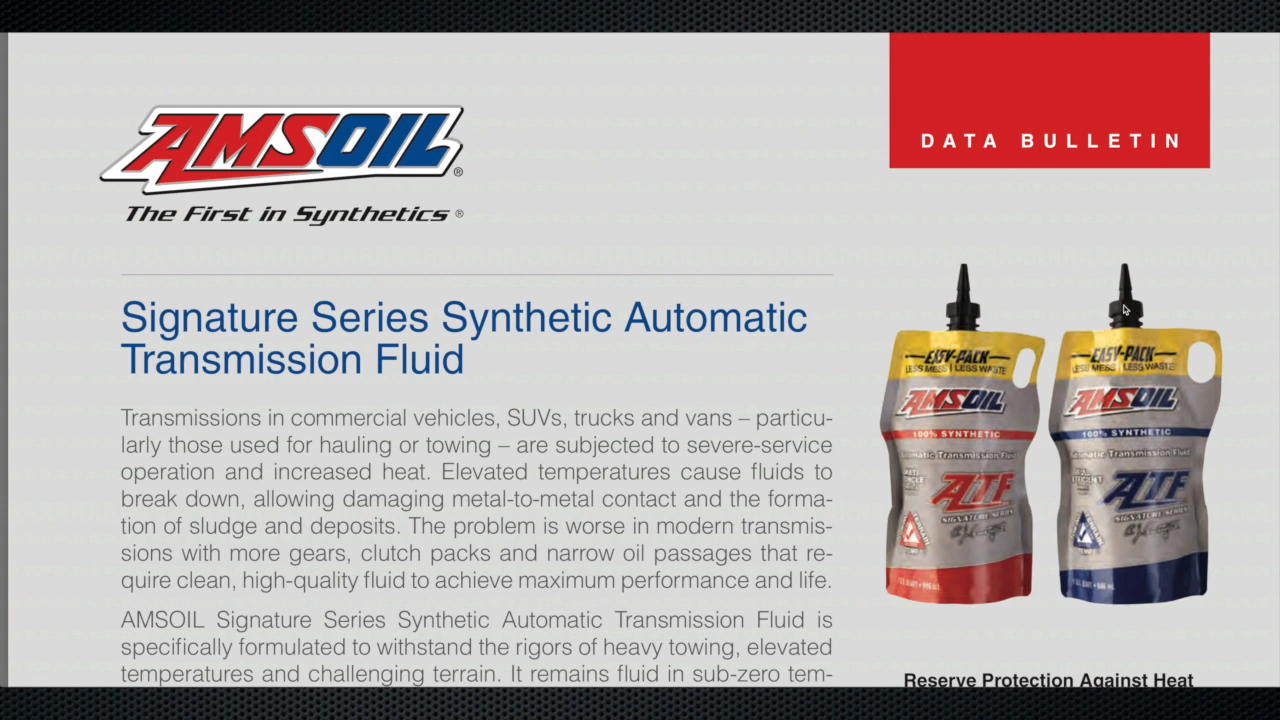 AMSOIL®
The First in Synthetics®
DATA BULLETIN
Signature Series Synthetic Automatic
Transmission Fluid
Transmissions in commercial vehicles, SUVs, trucks and vans – particu-
larly those used for hauling or towing – are subjected to severe-service
operation and increased heat. Elevated temperatures cause fluids to
break down, allowing damaging metal-to-metal contact and the forma-
tion of sludge and deposits. The problem is worse in modern transmis-
sions with more gears, clutch packs and narrow oil passages that re-
quire clean, high-quality fluid to achieve maximum performance and life.
AMSOIL Signature Series Synthetic Automatic Transmission Fluid is
specifically formulated to withstand the rigors of heavy towing, elevated
temperatures and challenging terrain. It remains fluid in sub-zero tem-
EASY-PACK
LESS MESS | LESS WASTE
AMSOIL
100% SYNTHETIC
Automatic Transmission Fluid
ATF
SIGNATURE SERIES
EASY-PACK
LESS MESS | LESS WASTE
AMSOIL
100% SYNTHETIC
Automatic Transmission Fluid
ATF
SIGNATURE SERIES
Reserve Protection Against Heat